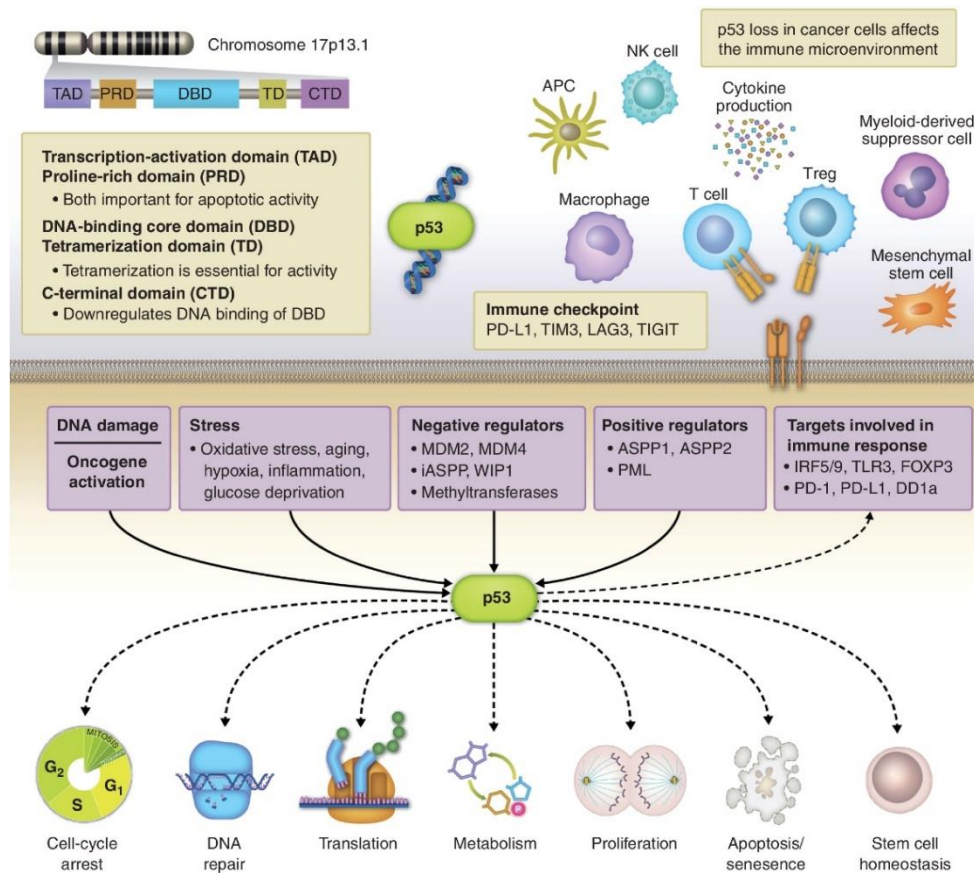 Chromosome 17p13.1
TAD PRD DBD TD CTD
Transcription-activation domain (TAD)
Proline-rich domain (PRD)
• Both important for apoptotic activity
DNA-binding core domain (DBD)
Tetramerization domain (TD)
• Tetramerization is essential for activity
C-terminal domain (CTD)
• Downregulates DNA binding of DBD
p53
p53 loss in cancer cells affects
the immune microenvironment
APC
NK cell
Cytokine
production
Myeloid-derived
suppressor cell
Macrophage
T cell
Treg
Mesenchymal
stem cell
Immune checkpoint
PD-L1, TIM3, LAG3, TIGIT
DNA damage
Oncogene
activation
Stress
• Oxidative stress, aging,
hypoxia, inflammation,
glucose deprivation
Negative regulators
• MDM2, MDM4
• iASPP, WIP1
• Methyltransferases
Positive regulators
• ASPP1, ASPP2
• PML
Targets involved in
immune response
• IRF5/9, TLR3, FOXP3
• PD-1, PD-L1, DD1a
p53
MITOSIS
G2
G1
S
P
Cell-cycle
arrest
DNA
repair
Translation
Metabolism
Proliferation
Apoptosis/
senesence
Stem cell
homeostasis